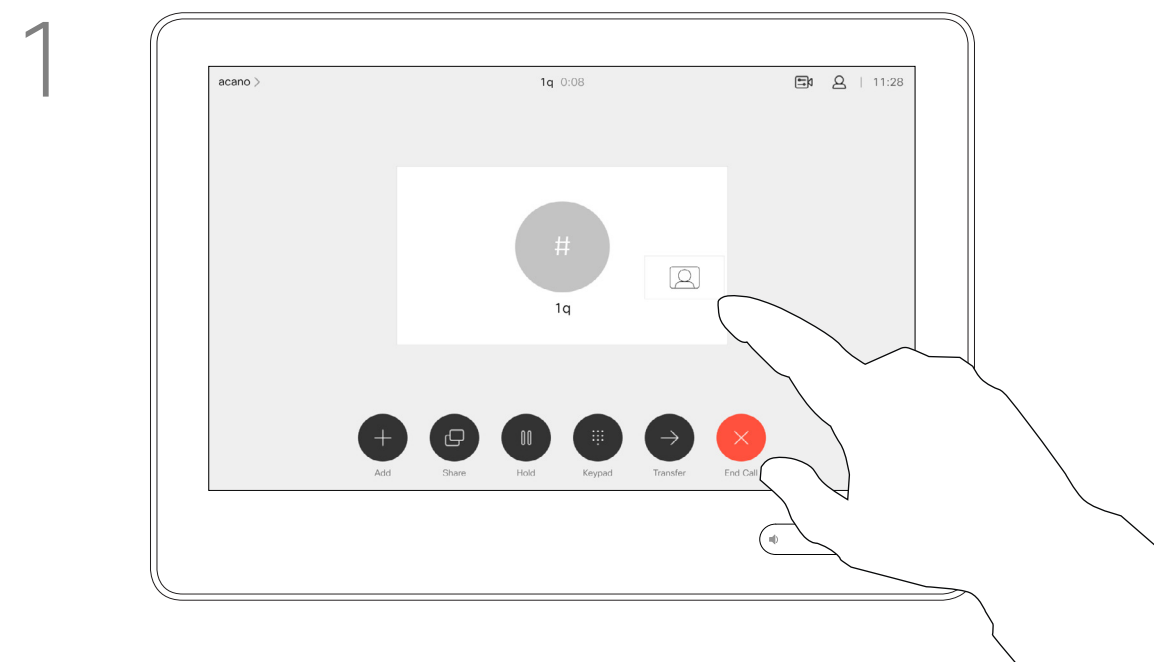 1
acano >
1q 0:08
11:28
#
1q
Add
Share
Hold
Keypad
Transfer
End Call